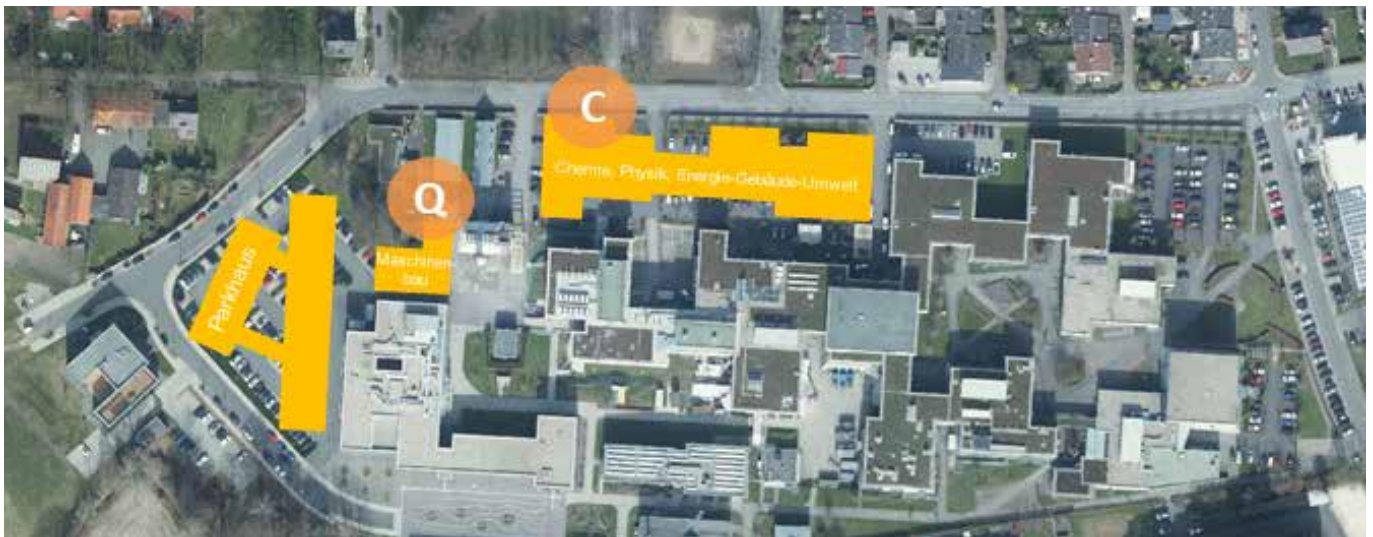 C
Chemie, Physik, Energie-Gebäude-Umwelt
Q
Maschinen-
bau
Parkhaus